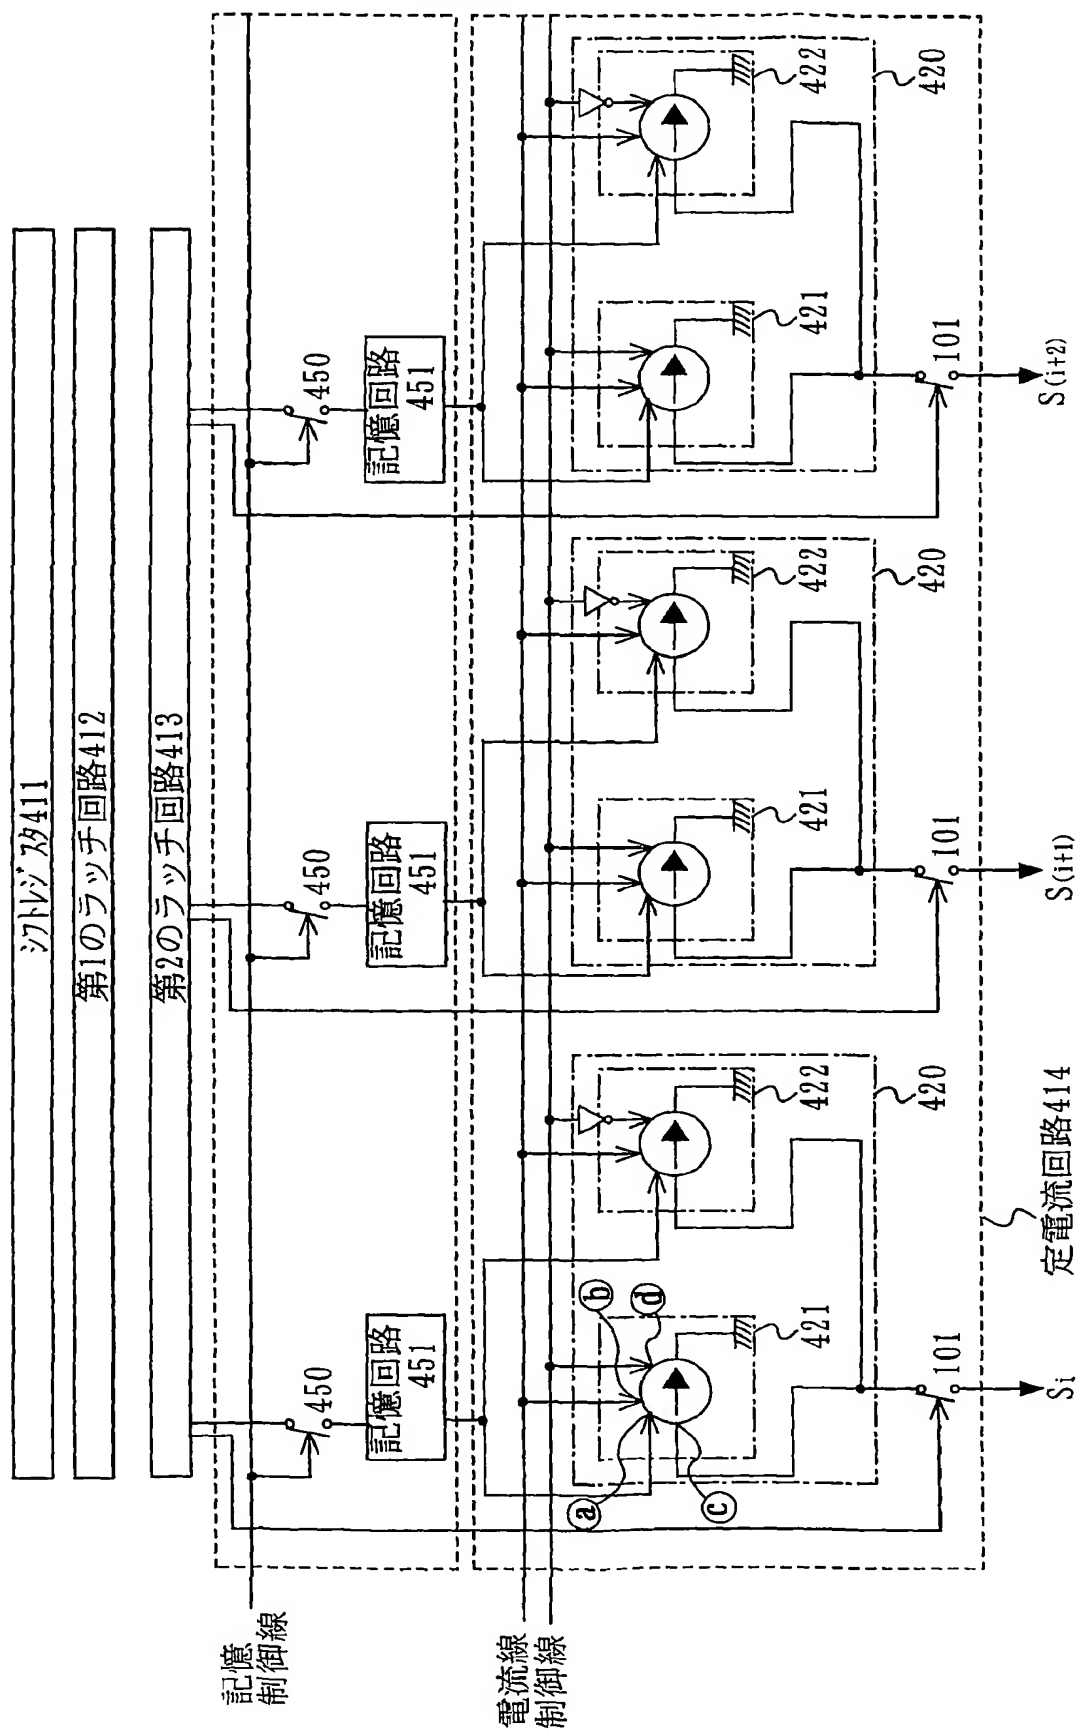 シフトレジスタ411
第1のラッチ回路412
第2のラッチ回路413
記憶
制御線
450
450
450
記憶回路
451
記憶回路
451
記憶回路
451
電流線
制御線
ⓐ
ⓑ
ⓒ
ⓓ
421
422
420
421
422
420
421
422
420
101
101
101
Si
S(i+1)
S(i+2)
定電流回路414